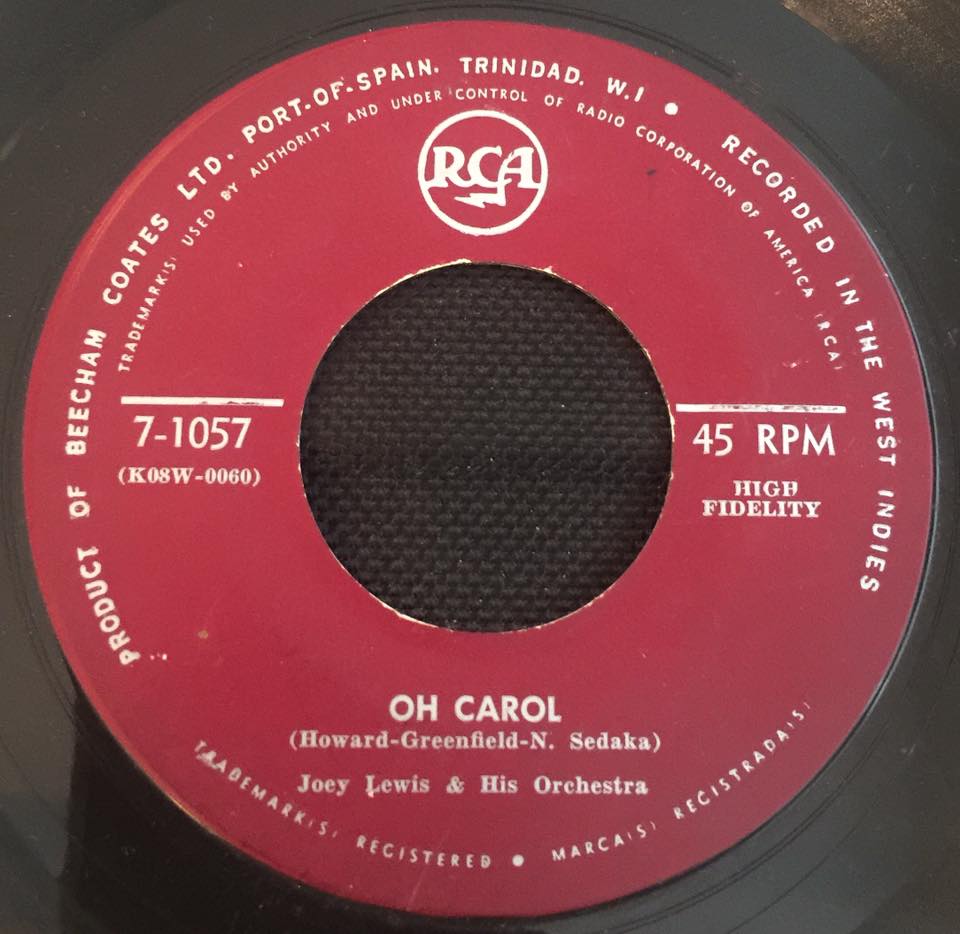 PRODUCT OF BEECHAM COATES LTD. PORT-OF-SPAIN. TRINIDAD. W.I ● RECORDED IN THE WEST INDIES
TRADEMARK(S) USED BY AUTHORITY AND UNDER CONTROL OF RADIO CORPORATION OF AMERICA (RCA)
RCA
7-1057
(K08W-0060)
45 RPM
HIGH
FIDELITY
OH CAROL
(Howard-Greenfield-N. Sedaka)
Joey Lewis & His Orchestra
TRADEMARK(S) REGISTERED ● MARCA(S) REGISTRADA(S)